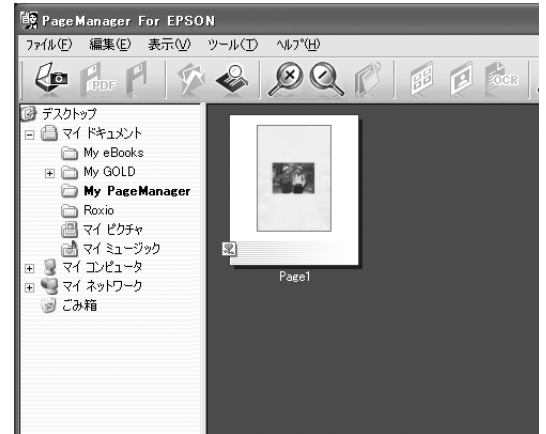 PageManager For EPSON
ファイル(F) 編集(E) 表示(V) ツール(T) ヘルプ(H)
PDF
OCR
デスクトップ
マイ ドキュメント
My eBooks
My GOLD
My PageManager
Roxio
マイ ピクチャ
マイ ミュージック
マイ コンピュータ
マイ ネットワーク
ごみ箱
Page1